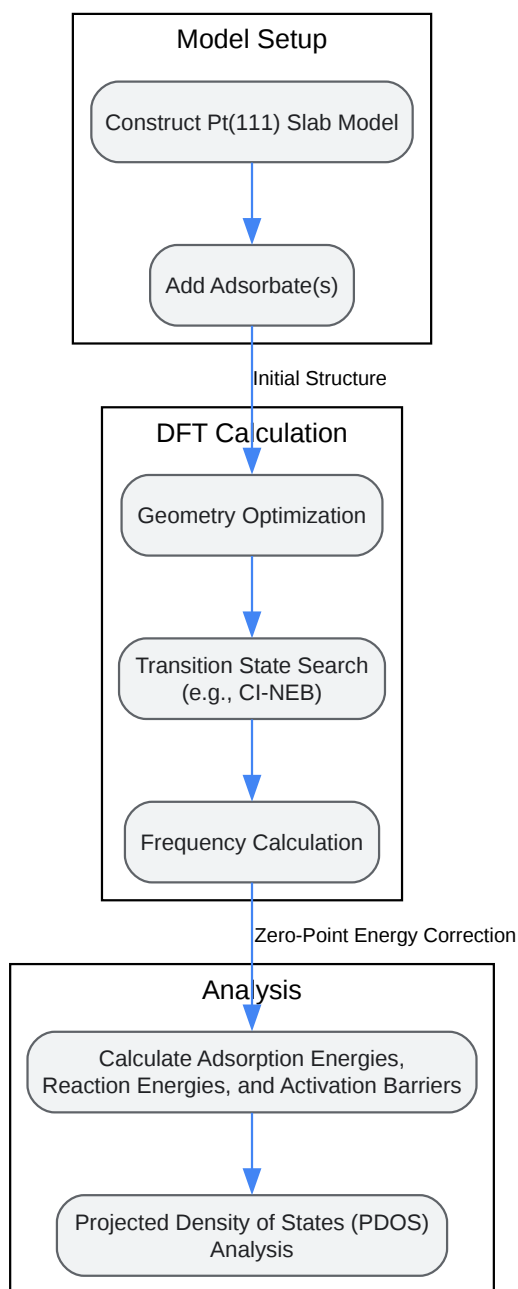 Model Setup
Construct Pt(111) Slab Model
Add Adsorbate(s)
Initial Structure
DFT Calculation
Geometry Optimization
Transition State Search
(e.g., CI-NEB)
Frequency Calculation
Zero-Point Energy Correction
Analysis
Calculate Adsorption Energies,
Reaction Energies, and Activation Barriers
Projected Density of States (PDOS)
Analysis